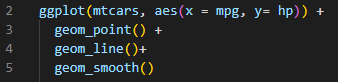 2 ggplot(mtcars, aes(x = mpg, y= hp)) +
3   geom_point() +
4   geom_line()+
5   geom_smooth()